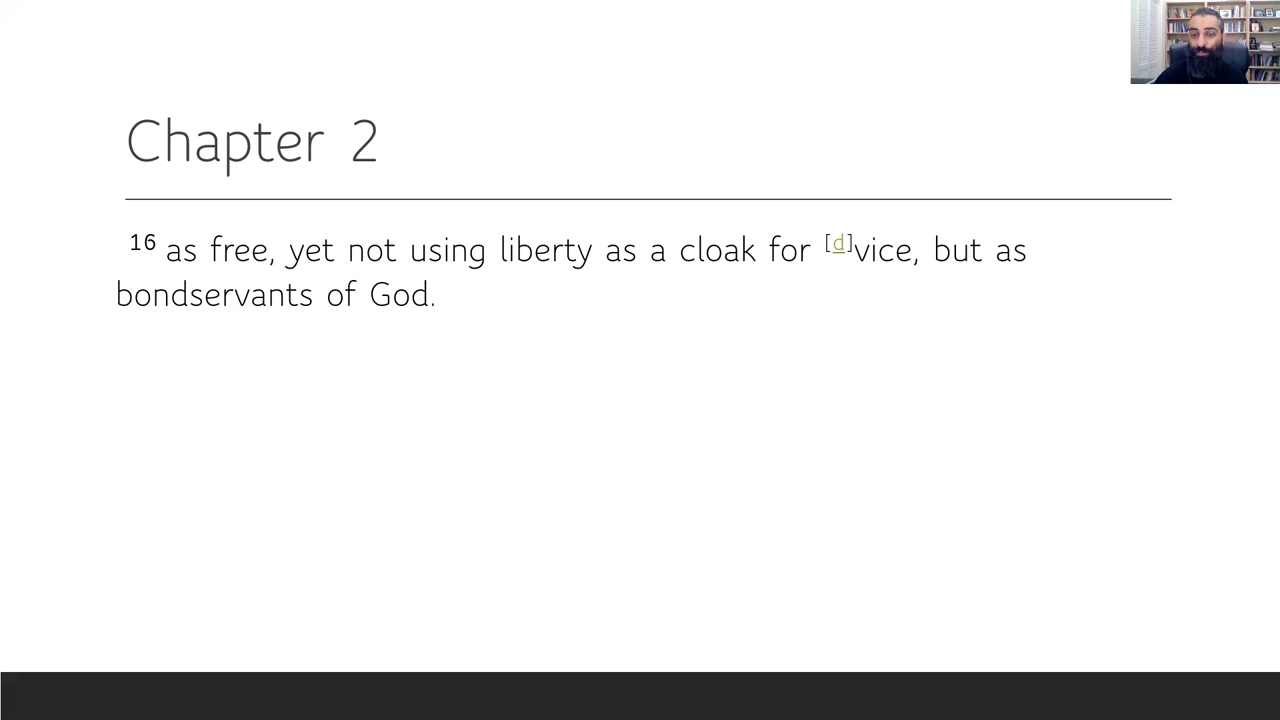 Chapter 2
16 as free, yet not using liberty as a cloak for [d]vice, but as
bondservants of God.